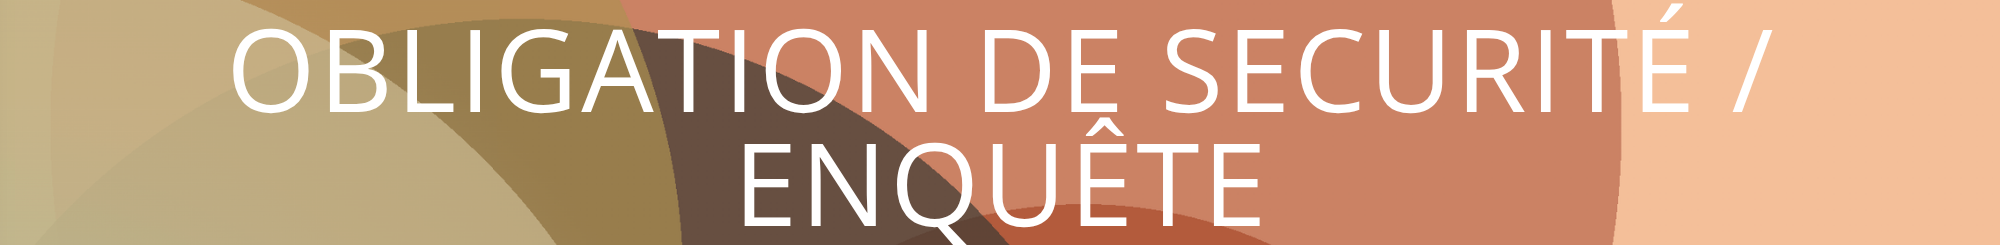 OBLIGATION DE SECURITÉ /
ENQUÊTE